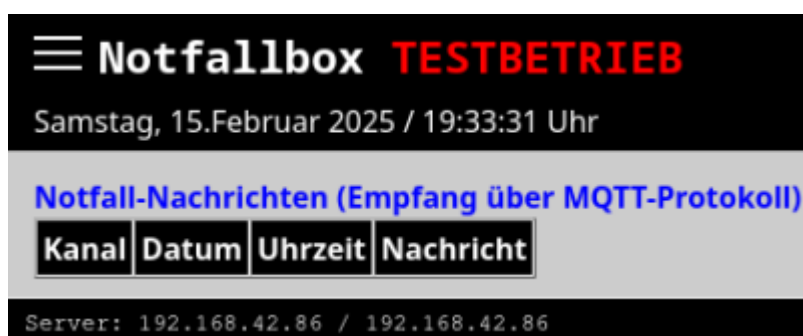 Notfallbox TESTBETRIEB
Samstag, 15.Februar 2025 / 19:33:31 Uhr
Notfall-Nachrichten (Empfang über MQTT-Protokoll)
Kanal Datum Uhrzeit Nachricht
Server: 192.168.42.86 / 192.168.42.86